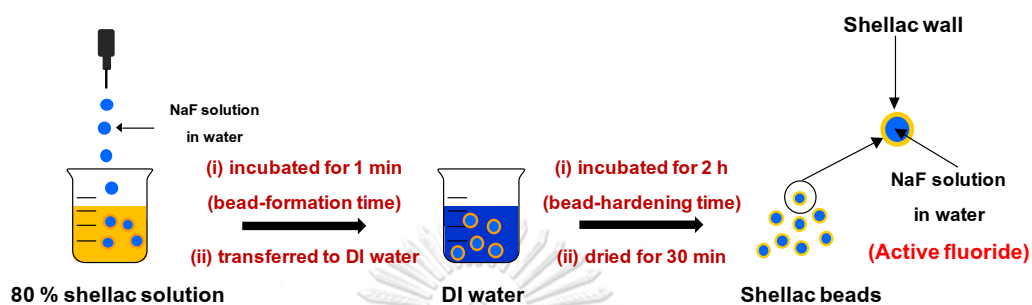 NaF solution
in water
80 % shellac solution
(i) incubated for 1 min
(bead-formation time)
(ii) transferred to DI water
DI water
(i) incubated for 2 h
(bead-hardening time)
(ii) dried for 30 min
Shellac wall
NaF solution
in water
(Active fluoride)
Shellac beads